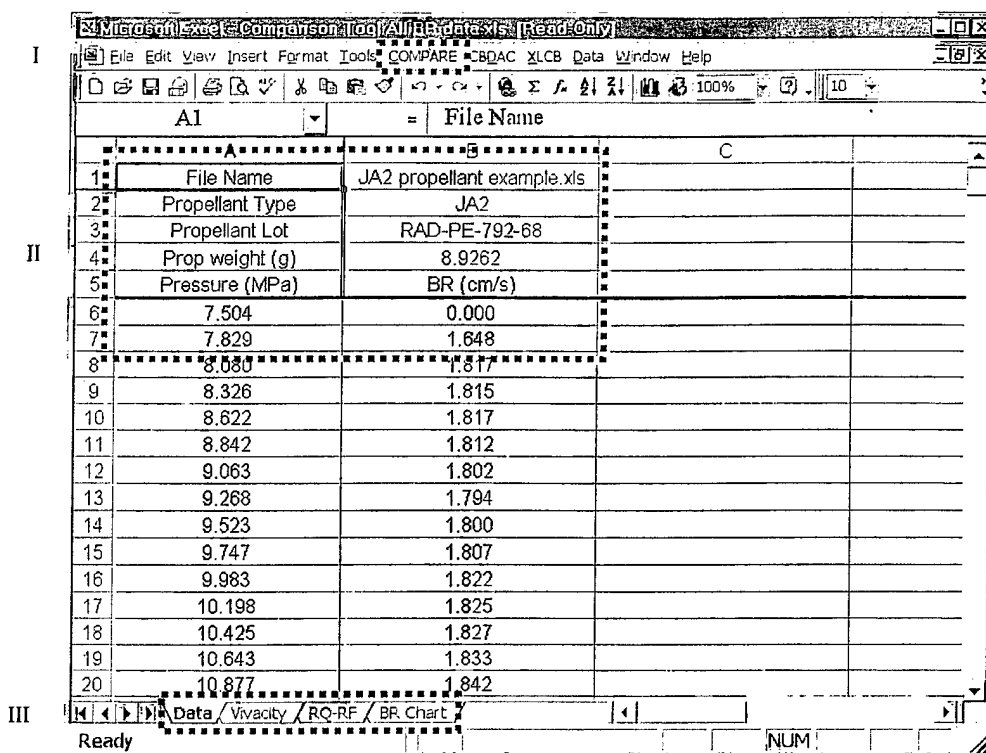 Microsoft Excel - Comparison Tool All BR data.xls [Read-Only]
I
File Edit View Insert Format Tools COMPARE CBDAC XLCB Data Window Help
100% 10
A1 = File Name
A B C
1 File Name JA2 propellant example.xls
2 Propellant Type JA2
3 Propellant Lot RAD-PE-792-68
II
4 Prop weight (g) 8.9262
5 Pressure (MPa) BR (cm/s)
6 7.504 0.000
7 7.829 1.648
8 8.080 1.817
9 8.326 1.815
10 8.622 1.817
11 8.842 1.812
12 9.063 1.802
13 9.268 1.794
14 9.523 1.800
15 9.747 1.807
16 9.983 1.822
17 10.198 1.825
18 10.425 1.827
19 10.643 1.833
20 10.877 1.842
III
Data Vivacity RQ-RF BR Chart
Ready NUM